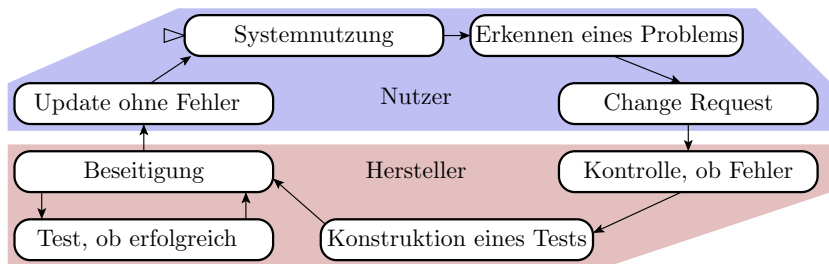 Systemnutzung
Erkennen eines Problems
Update ohne Fehler
Nutzer
Change Request
Beseitigung
Hersteller
Kontrolle, ob Fehler
Test, ob erfolgreich
Konstruktion eines Tests